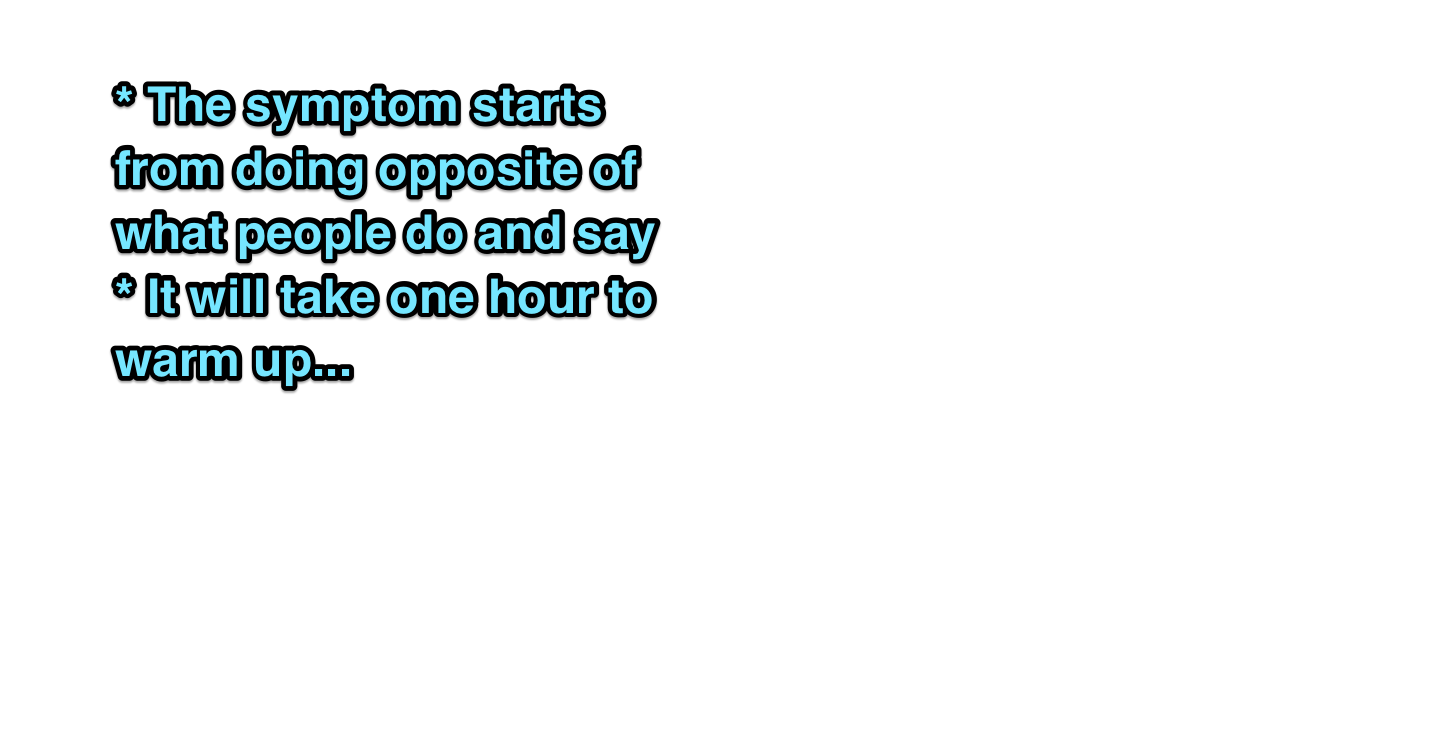 * The symptom starts
from doing opposite of
what people do and say
* It will take one hour to
warm up...